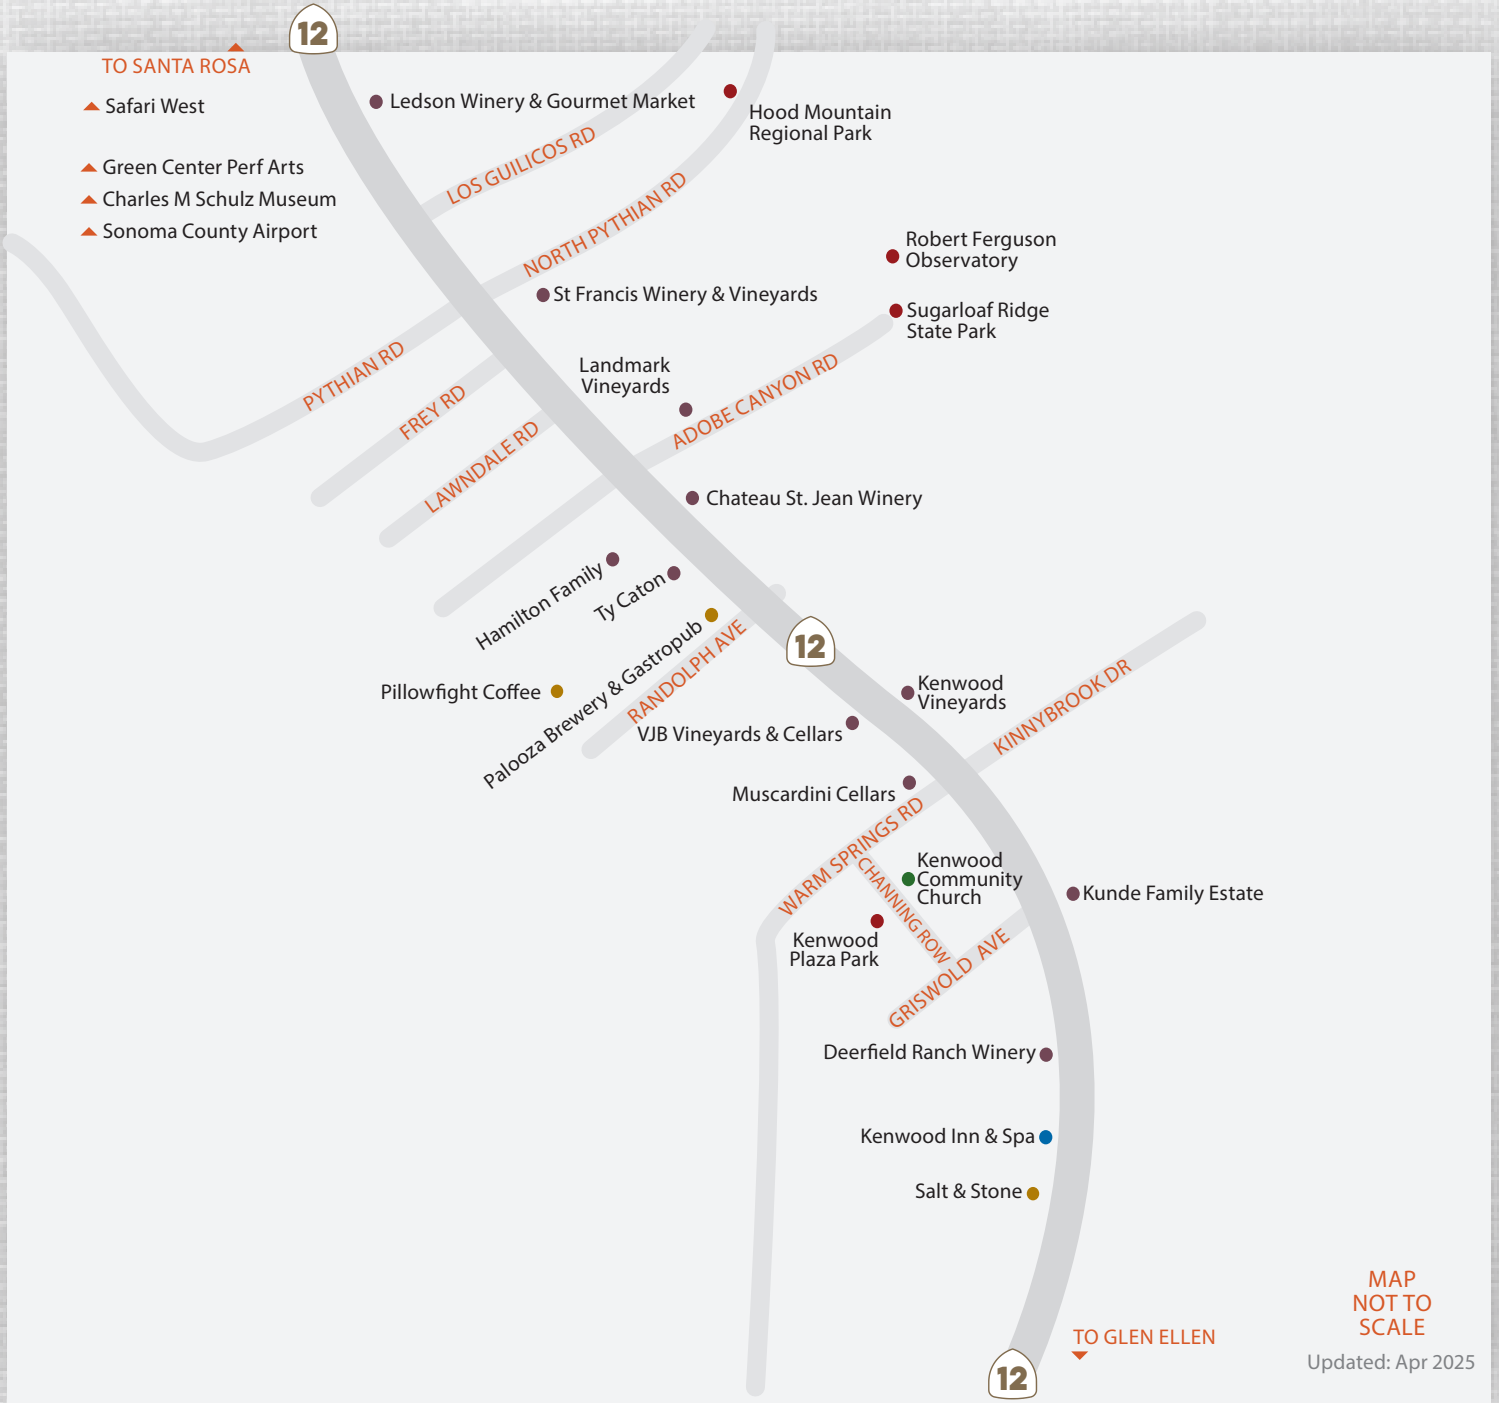 12
TO SANTA ROSA
Safari West
Green Center Perf Arts
Charles M Schulz Museum
Sonoma County Airport
Ledson Winery & Gourmet Market
Hood Mountain
Regional Park
LOS GUILICOS RD
NORTH PYTHIAN RD
Robert Ferguson
Observatory
St Francis Winery & Vineyards
Sugarloaf Ridge
State Park
PYTHIAN RD
FREY RD
LAWNDALE RD
Landmark
Vineyards
ADOBE CANYON RD
Chateau St. Jean Winery
Hamilton Family
Ty Caton
Palooza Brewery & Gastropub
RANDOLPH AVE
12
Pillowfight Coffee
Kenwood
Vineyards
KINNYBROOK DR
VJB Vineyards & Cellars
Muscardini Cellars
WARM SPRINGS RD
CHANNING ROW
Kenwood
Community
Church
Kunde Family Estate
Kenwood
Plaza Park
GRISWOLD AVE
Deerfield Ranch Winery
Kenwood Inn & Spa
Salt & Stone
TO GLEN ELLEN
12
MAP
NOT TO
SCALE
Updated: Apr 2025